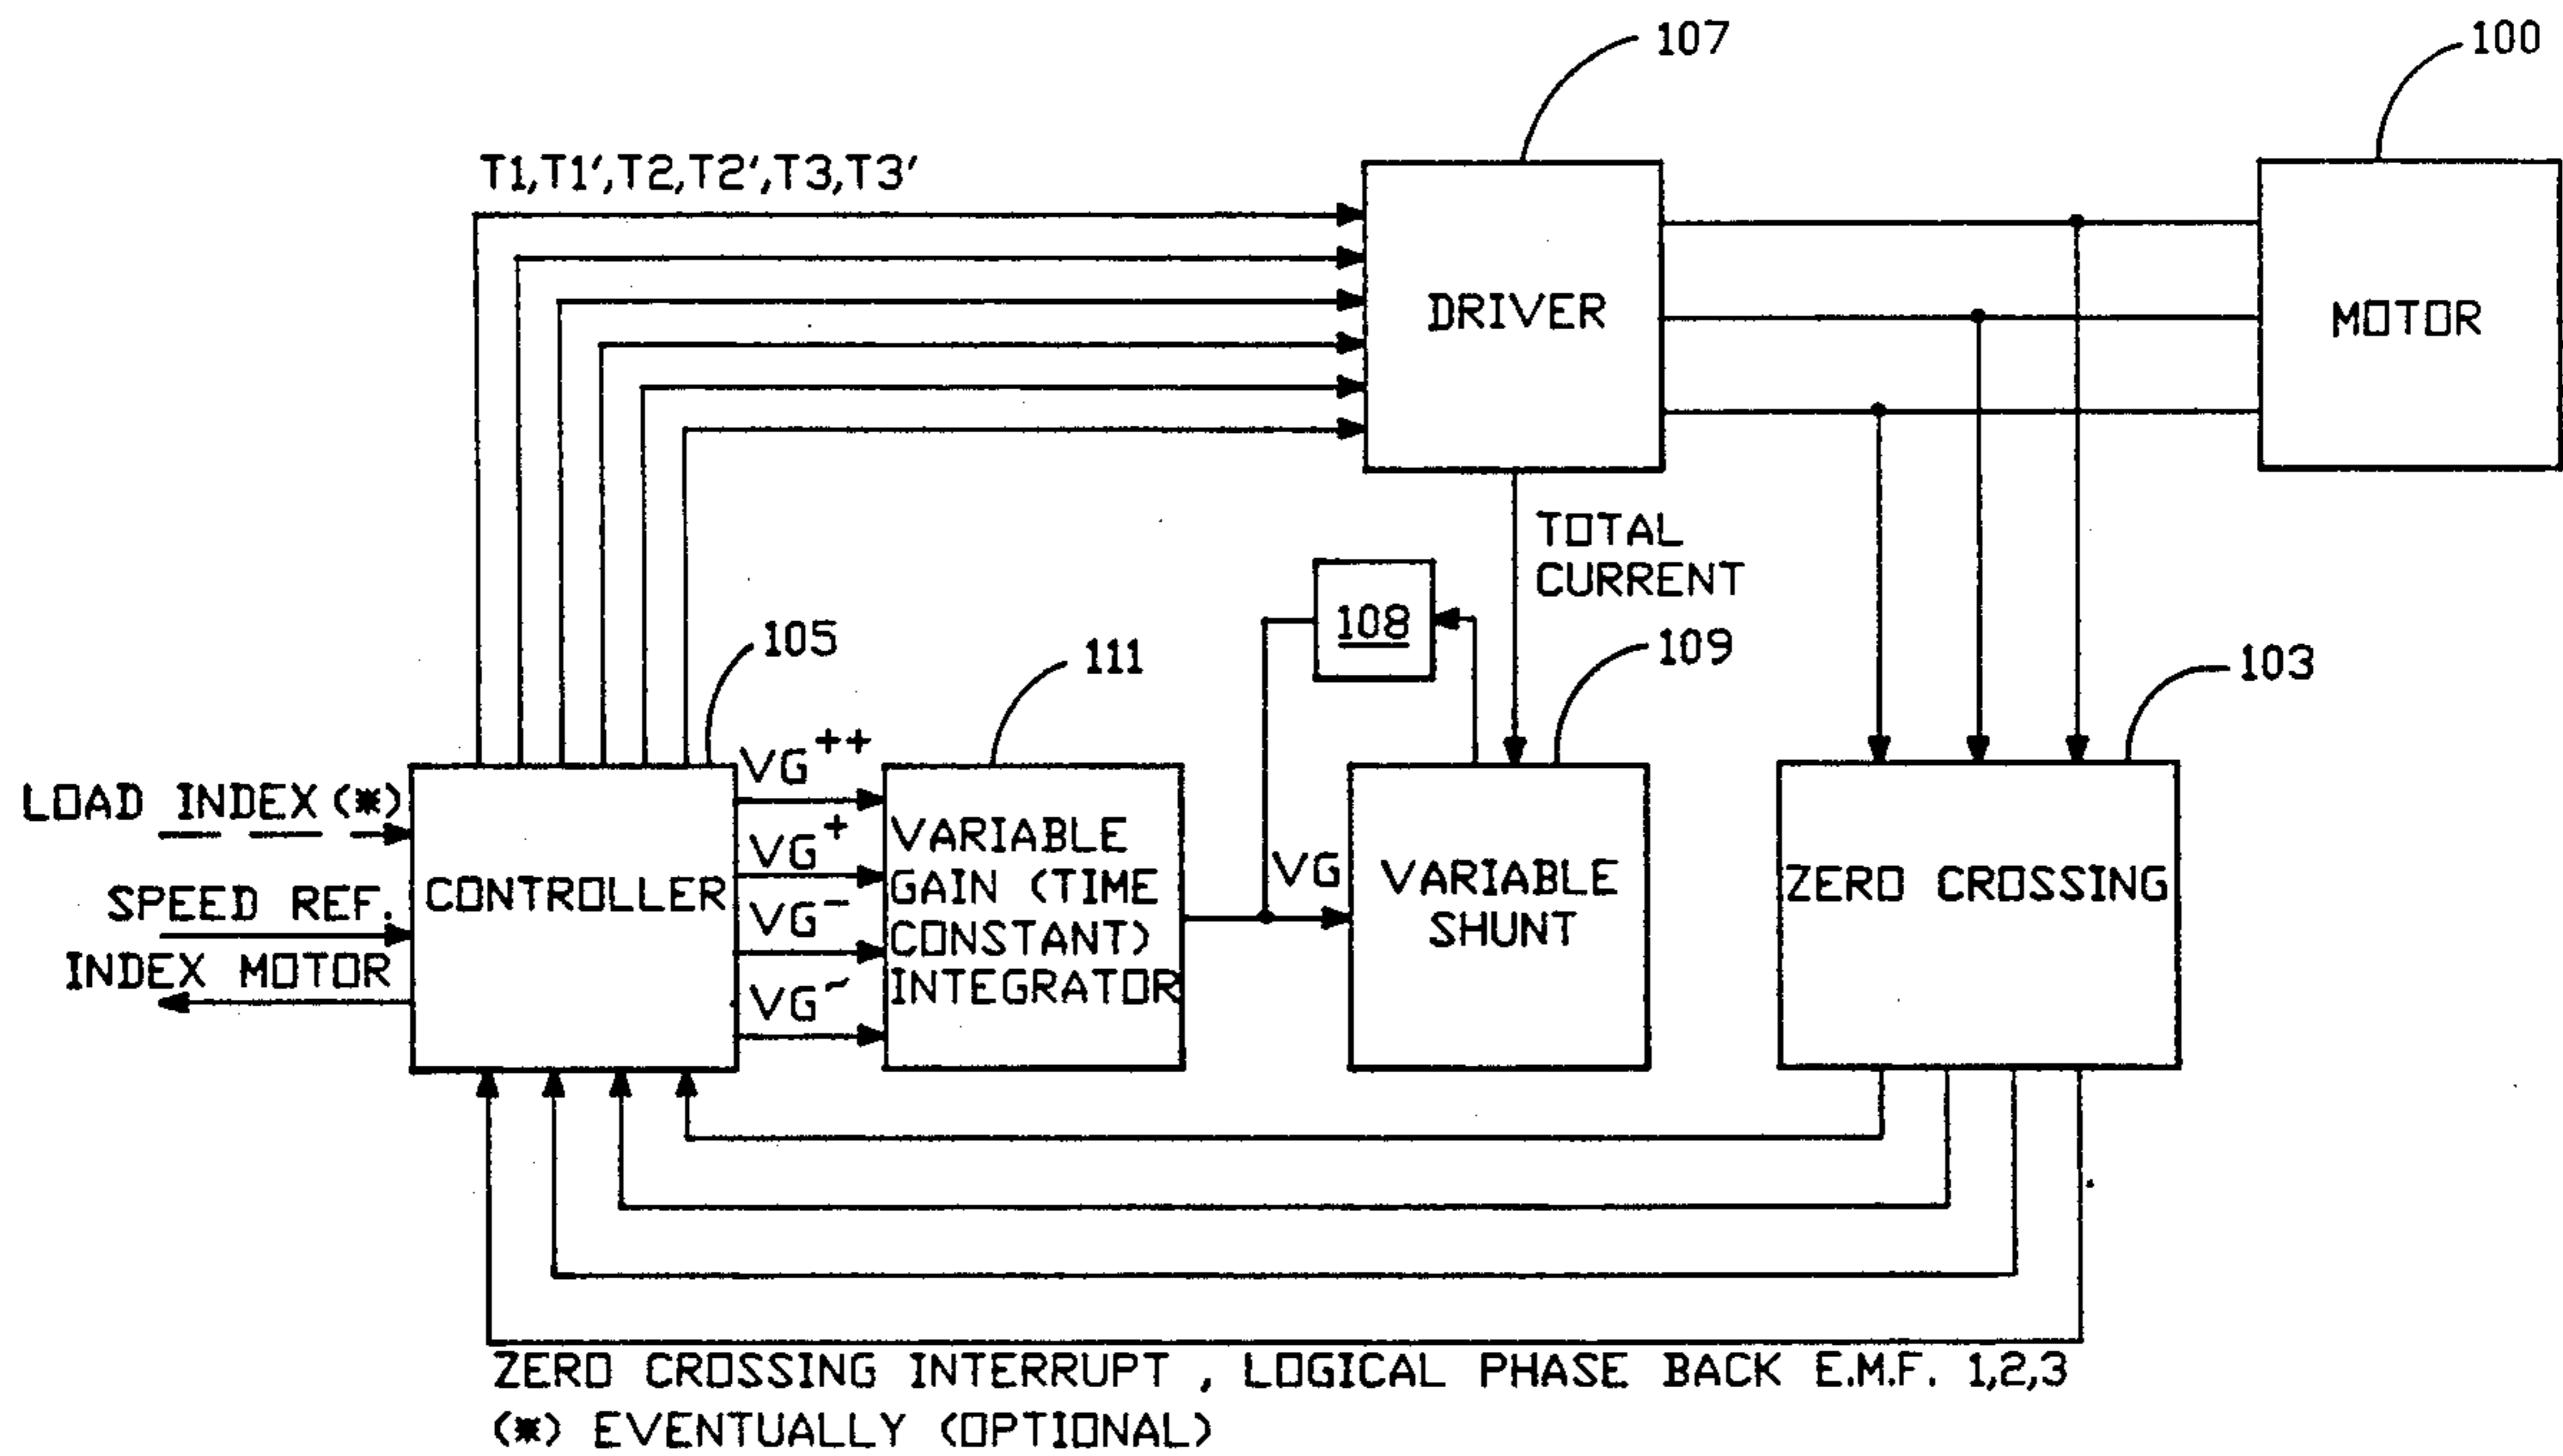 107
100
T1,T1',T2,T2',T3,T3'
DRIVER
MOTOR
TOTAL
CURRENT
108
105
111
109
103
VG++
LOAD INDEX(*)
VG+
VARIABLE
GAIN (TIME
CONSTANT)
INTEGRATOR
VG
VARIABLE
SHUNT
ZERO CROSSING
CONTROLLER
SPEED REF.
VG-
INDEX MOTOR
VG~
ZERO CROSSING INTERRUPT , LOGICAL PHASE BACK E.M.F. 1,2,3
(*) EVENTUALLY (OPTIONAL)